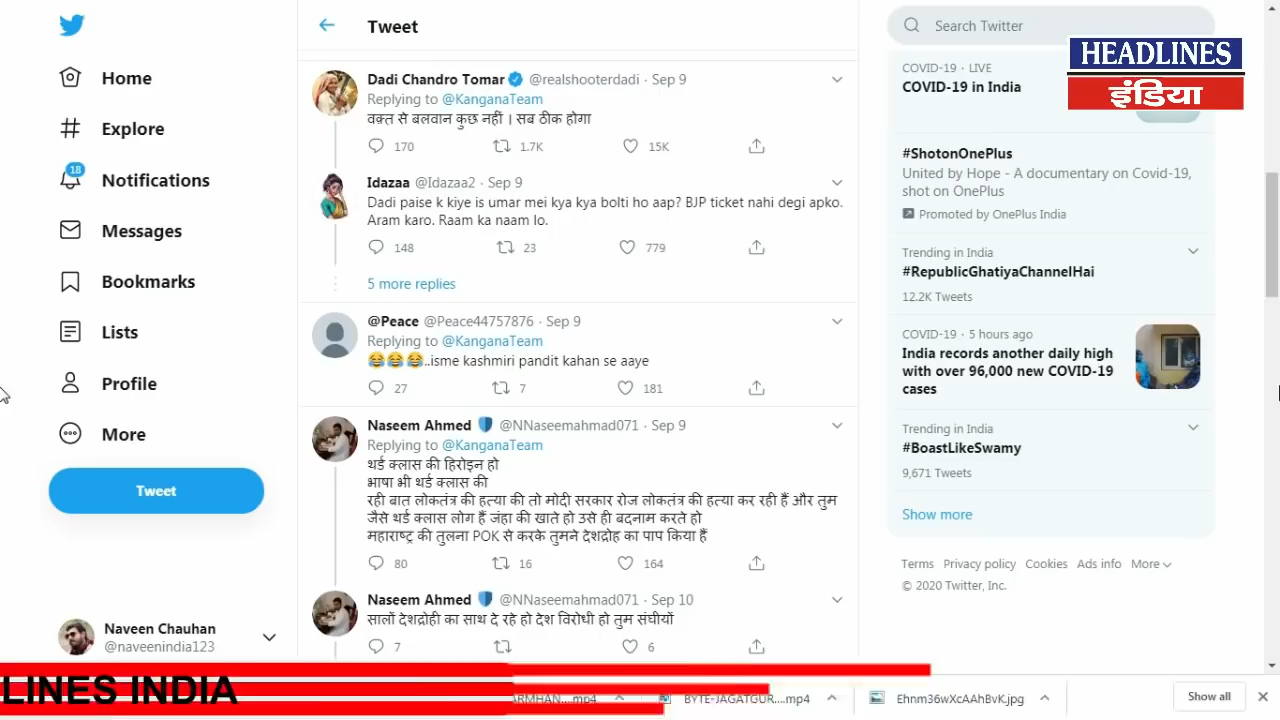 Home
Explore
18
Notifications
Messages
Bookmarks
Lists
Profile
More
Tweet
Naveen Chauhan
@naveenindia123
Tweet
Dadi Chandro Tomar @realshooterdadi · Sep 9
Replying to @KanganaTeam
वक़्त से बलवान कुछ नहीं । सब ठीक होगा
170 1.7K 15K
Idazaa @Idazaa2 · Sep 9
Dadi paise k kiye is umar mei kya kya bolti ho aap? BJP ticket nahi degi apko.
Aram karo. Raam ka naam lo.
148 23 779
5 more replies
@Peace @Peace44757876 · Sep 9
Replying to @KanganaTeam
😂😂😂..isme kashmiri pandit kahan se aaye
27 7 181
Naseem Ahmed @NNaseemahmad071 · Sep 9
Replying to @KanganaTeam
थर्ड क्लास की हिरोइन हो
भाषा भी थर्ड क्लास की
रही बात लोकतंत्र की हत्या की तो मोदी सरकार रोज लोकतंत्र की हत्या कर रही हैं और तुम
जैसे थर्ड क्लास लोग हैं जंहा की खाते हो उसे ही बदनाम करते हो
महाराष्ट्र की तुलना POK से करके तुमने देशद्रोह का पाप किया हैं
80 16 164
Naseem Ahmed @NNaseemahmad071 · Sep 10
सालों देशद्रोही का साथ दे रहे हो देश विरोधी हो तुम संघीयों
7 6
Search Twitter
HEADLINES
इंडिया
COVID-19 · LIVE
COVID-19 in India
#ShotonOnePlus
United by Hope - A documentary on Covid-19,
shot on OnePlus
Promoted by OnePlus India
Trending in India
#RepublicGhatiyaChannelHai
12.2K Tweets
COVID-19 · 5 hours ago
India records another daily high
with over 96,000 new COVID-19
cases
Trending in India
#BoastLikeSwamy
9,671 Tweets
Show more
Terms Privacy policy Cookies Ads info More
© 2020 Twitter, Inc.
LINES INDIA
ARMHAN....mp4
BYTE-JAGATGUR....mp4
Ehnm36wXcAAhBvK.jpg
Show all